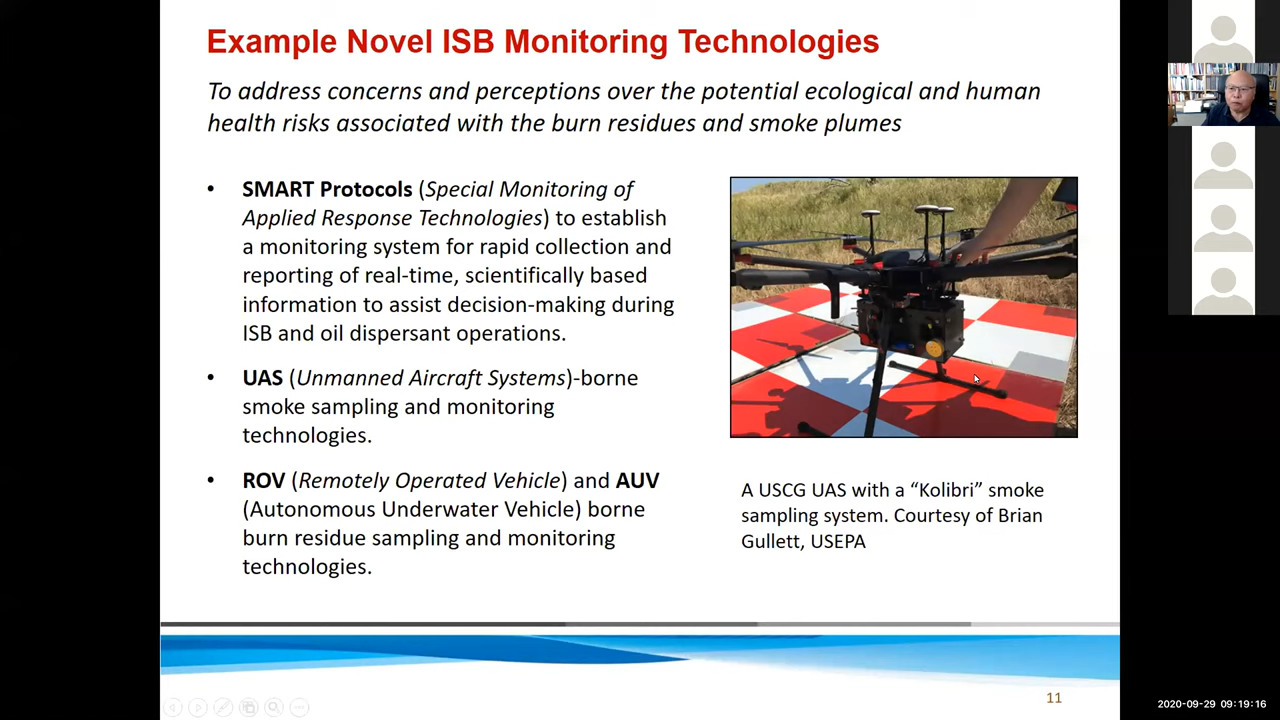 Example Novel ISB Monitoring Technologies
To address concerns and perceptions over the potential ecological and human
health risks associated with the burn residues and smoke plumes
• SMART Protocols (Special Monitoring of
Applied Response Technologies) to establish
a monitoring system for rapid collection and
reporting of real-time, scientifically based
information to assist decision-making during
ISB and oil dispersant operations.
• UAS (Unmanned Aircraft Systems)-borne
smoke sampling and monitoring
technologies.
• ROV (Remotely Operated Vehicle) and AUV
(Autonomous Underwater Vehicle) borne
burn residue sampling and monitoring
technologies.
A USCG UAS with a “Kolibri” smoke
sampling system. Courtesy of Brian
Gullett, USEPA
11
2020-09-29 09:19:16